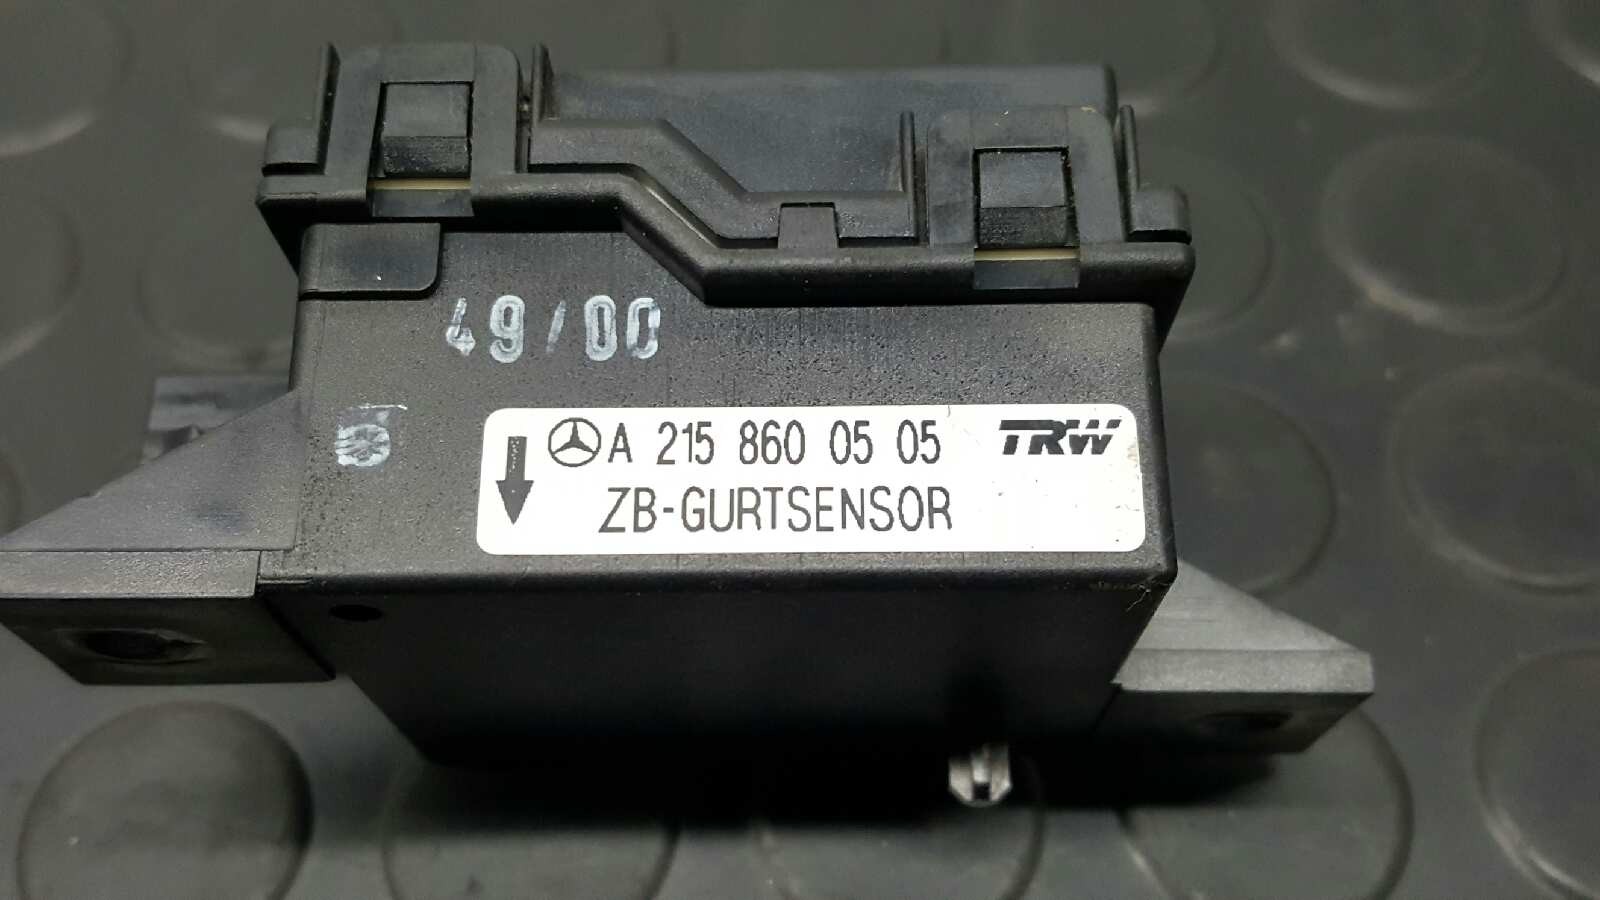 49/00
A 215 860 05 05 TRW
ZB-GURTSENSOR